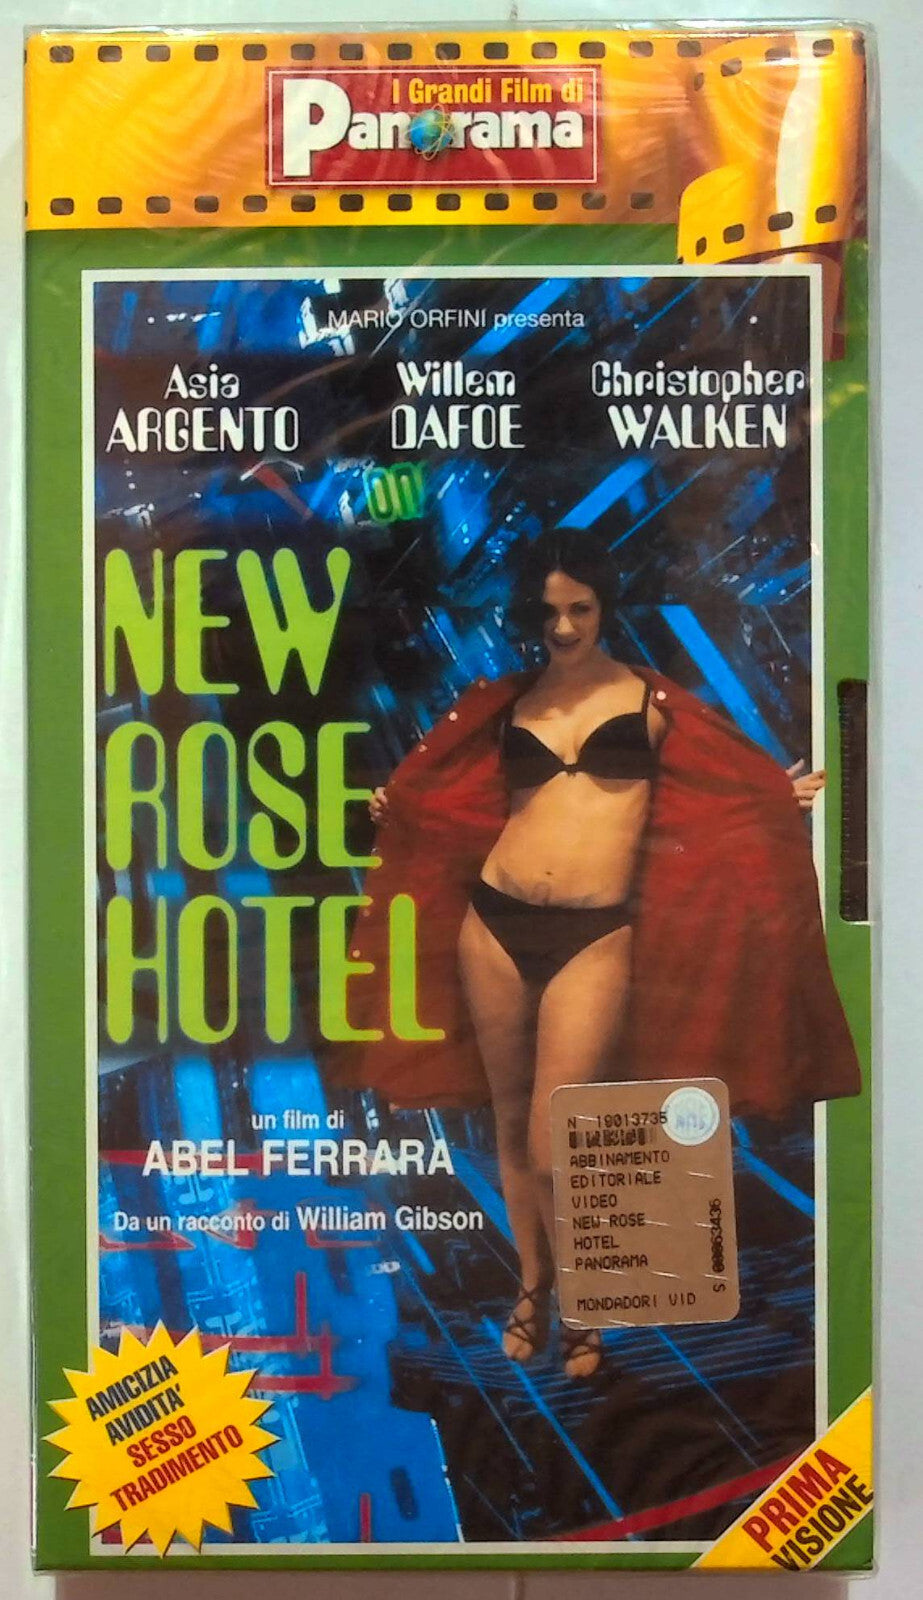 I Grandi Film di
Panorama
MARIO ORFINI presenta
Asia
ARGENTO
Willem
DAFOE
Christopher
WALKEN
NEW
ROSE
HOTEL
un film di
ABEL FERRARA
Da un racconto di William Gibson
N 19013735
ABBINAMENTO
EDITORIALE
VIDEO
NEW ROSE
HOTEL
PANORAMA
MONDADORI VID
S 00063436
AMICIZIA
AVIDITA'
SESSO
TRADIMENTO
PRIMA
VISIONE